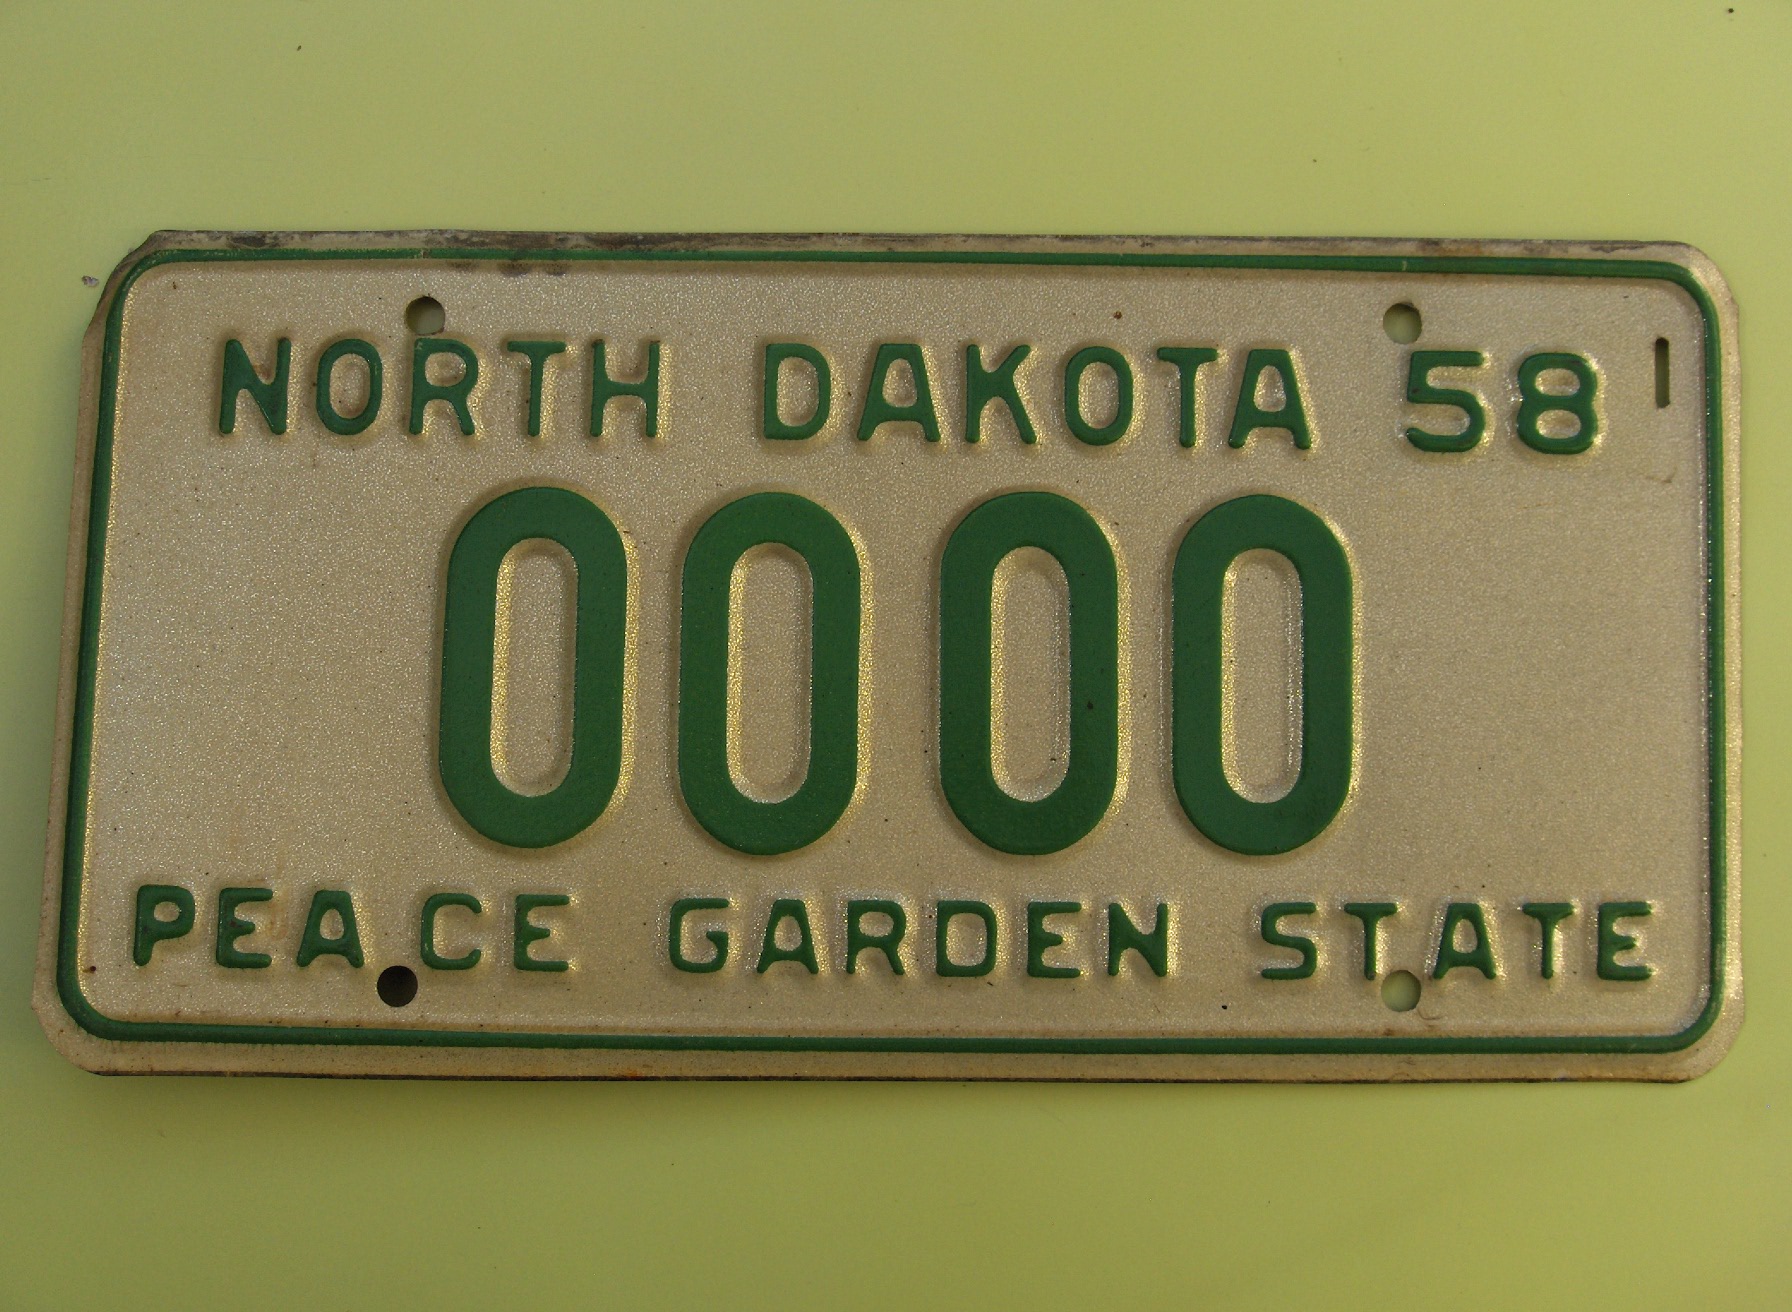 NORTH DAKOTA 58
0000
PEACE GARDEN STATE